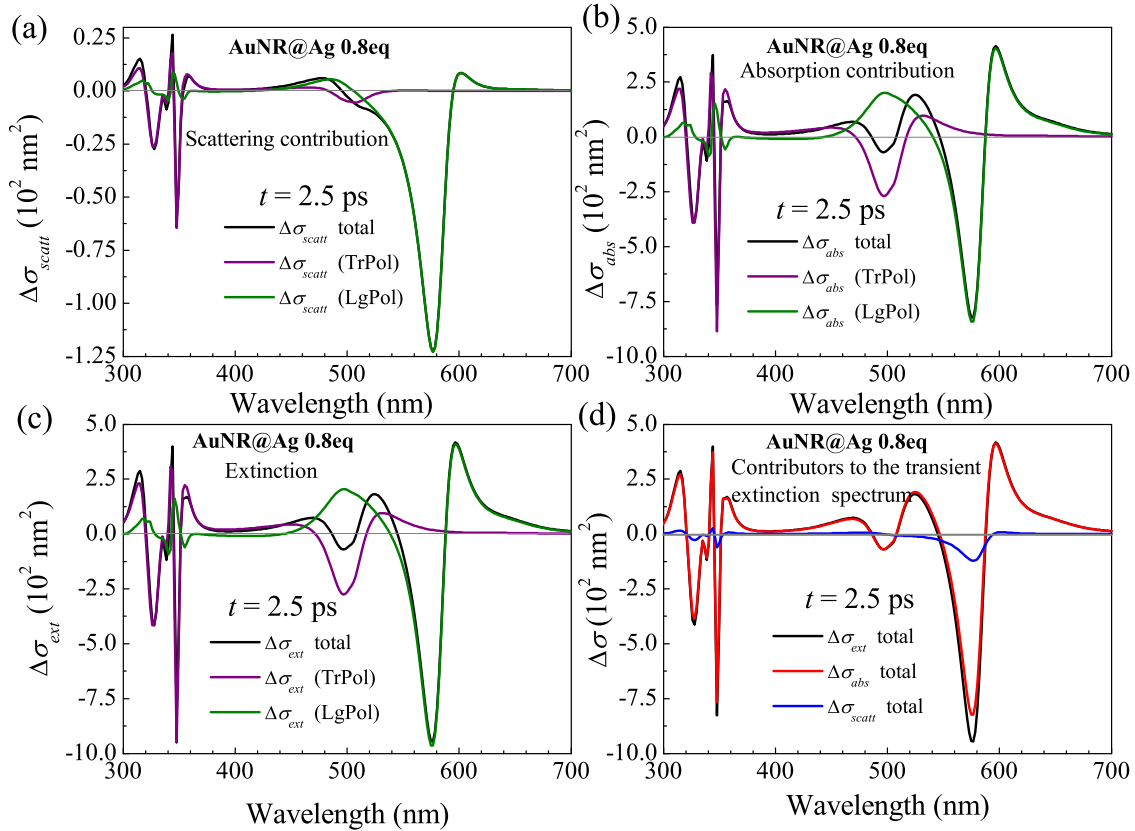 (a)
0.25
0.00
-0.25
-0.50
-0.75
-1.00
-1.25
Δσscatt (10² nm²)
AuNR@Ag 0.8eq
Scattering contribution
t = 2.5 ps
Δσscatt total
Δσscatt (TrPol)
Δσscatt (LgPol)
300 400 500 600 700
Wavelength (nm)
(b)
5.0
2.5
0.0
-2.5
-5.0
-7.5
-10.0
Δσabs (10² nm²)
AuNR@Ag 0.8eq
Absorption contribution
t = 2.5 ps
Δσabs total
Δσabs (TrPol)
Δσabs (LgPol)
300 400 500 600 700
Wavelength (nm)
(c)
5.0
2.5
0.0
-2.5
-5.0
-7.5
-10.0
Δσext (10² nm²)
AuNR@Ag 0.8eq
Extinction
t = 2.5 ps
Δσext total
Δσext (TrPol)
Δσext (LgPol)
300 400 500 600 700
Wavelength (nm)
(d)
5.0
2.5
0.0
-2.5
-5.0
-7.5
-10.0
Δσ (10² nm²)
AuNR@Ag 0.8eq
Contributors to the transient
extinction spectrum
t = 2.5 ps
Δσext total
Δσabs total
Δσscatt total
300 400 500 600 700
Wavelength (nm)